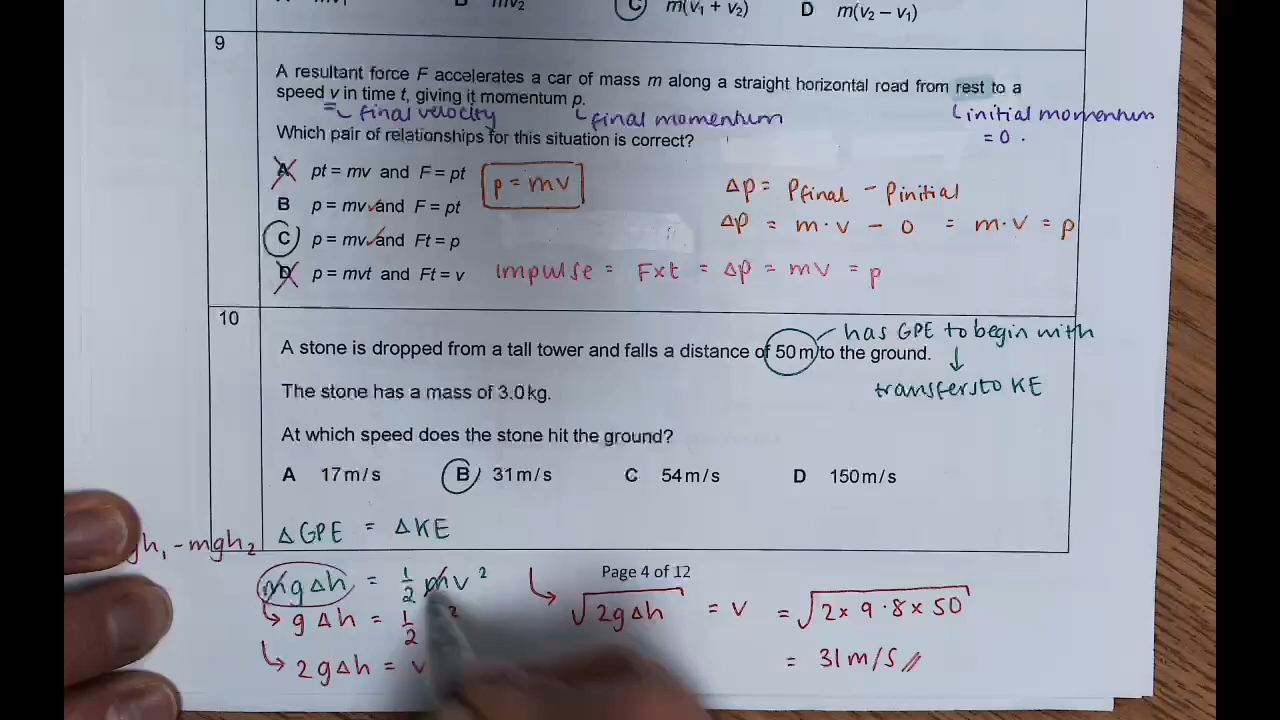 mv₂ C m(v₁ + v₂) D m(v₂ − v₁)
9
A resultant force F accelerates a car of mass m along a straight horizontal road from rest to a
speed v in time t, giving it momentum p.
final velocity final momentum initial momentum
= 0 .
Which pair of relationships for this situation is correct?
A pt = mv and F = pt
B p = mv and F = pt
C p = mv and Ft = p
D p = mvt and Ft = v
p = mv
Δp = Pfinal − Pinitial
Δp = m·v − 0 = m·v = p
Impulse = F×t = Δp = mv = p
10
has GPE to begin with
A stone is dropped from a tall tower and falls a distance of 50 m to the ground.
transfers to KE
The stone has a mass of 3.0 kg.
At which speed does the stone hit the ground?
A 17 m/s B 31 m/s C 54 m/s D 150 m/s
ΔGPE = ΔKE
gh₁ − mgh₂
Page 4 of 12
mgΔh = ½ mv²
gΔh = ½ ²
2gΔh = v
√2gΔh = v = √2 × 9.8 × 50
= 31 m/s //